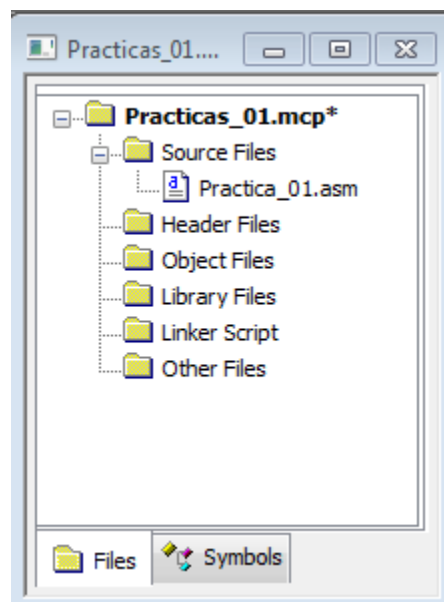 Practicas_01....
Practicas_01.mcp*
Source Files
Practica_01.asm
Header Files
Object Files
Library Files
Linker Script
Other Files
Files
Symbols